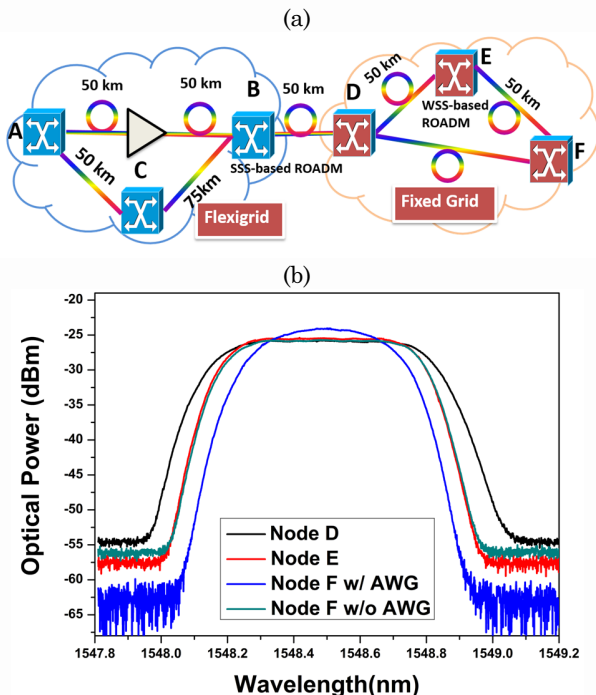 (a)
50 km
50 km
50 km
50 km
E
B
D
A
WSS-based
ROADM
50 km
C
F
SSS-based ROADM
50 km
75km
Flexigrid
Fixed Grid
(b)
-20
-25
-30
-35
-40
-45
-50
-55
-60
-65
Optical Power (dBm)
Node D
Node E
Node F w/ AWG
Node F w/o AWG
1547.8 1548.0 1548.2 1548.4 1548.6 1548.8 1549.0 1549.2
Wavelength(nm)